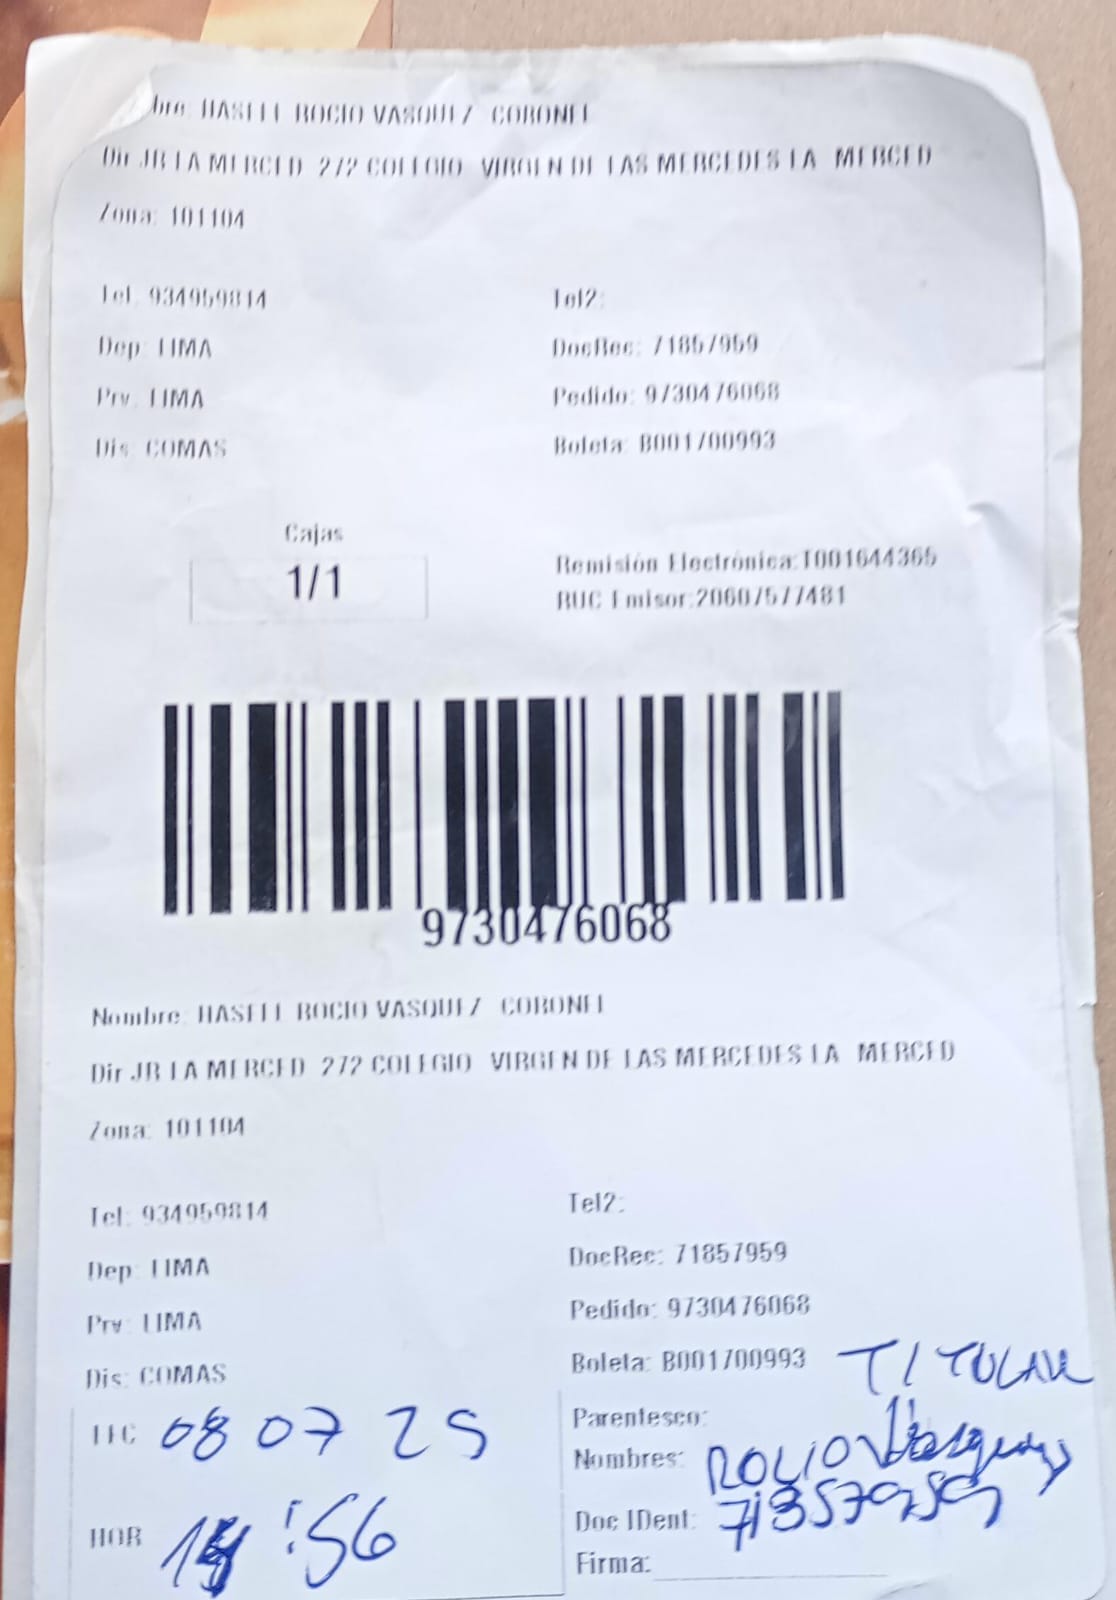 bre: HASELL ROCIO VASQUEZ CORONEL
Dir JR LA MERCED 272 COLEGIO VIRGEN DE LAS MERCEDES LA MERCED
Zona: 101104
Tel: 934959814 Tel2:
Dep: LIMA DocRec: 71857959
Prv: LIMA Pedido: 9730476068
Dis: COMAS Boleta: B001700993
Cajas
1/1
Remisión Electrónica:T001644365
RUC Emisor:20607577481
9730476068
Nombre: HASELL ROCIO VASQUEZ CORONEL
Dir JR LA MERCED 272 COLEGIO VIRGEN DE LAS MERCEDES LA MERCED
Zona: 101104
Tel: 934959814 Tel2:
Dep: LIMA DocRec: 71857959
Prv: LIMA Pedido: 9730476068
Dis: COMAS Boleta: B001700993 TITULAR
FEC 08 07 25 Parentesco:
Nombres: ROCIO Vasquez
HOR :56 Doc IDent: 71857959
Firma: